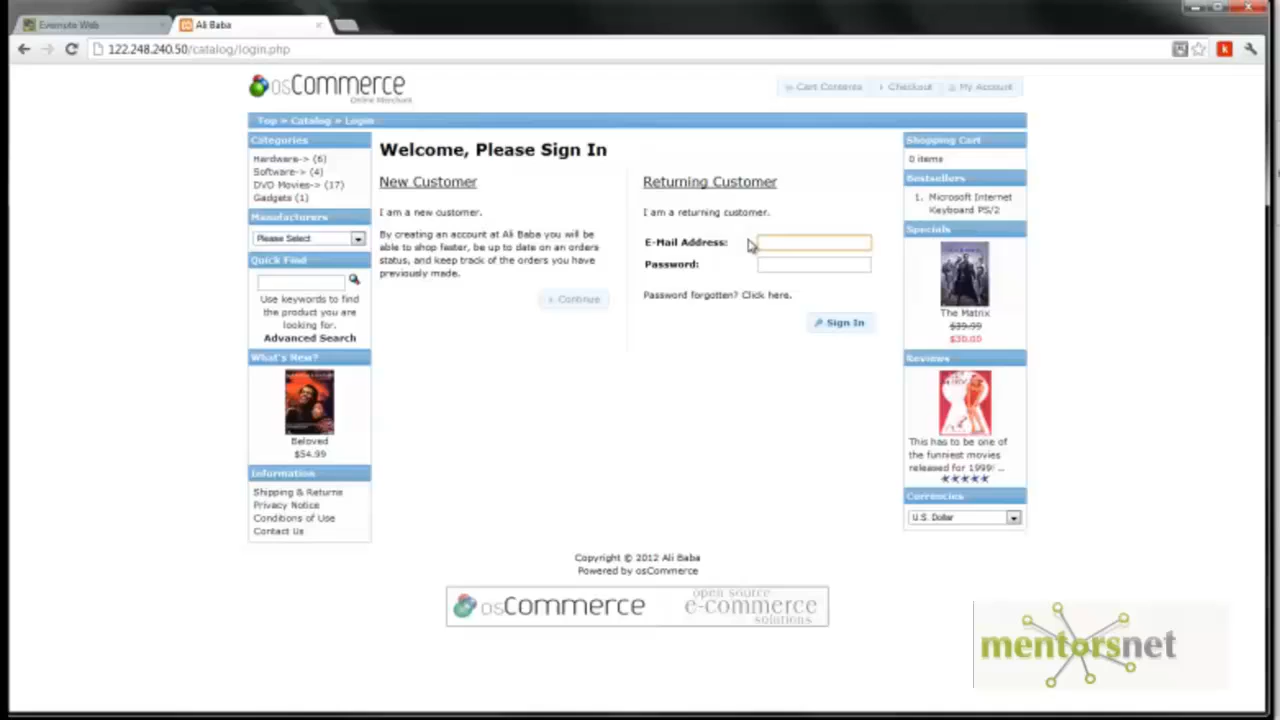 Evernote Web
Ali Baba
122.248.240.50/catalog/login.php
osCommerce
Online Merchant
Cart Contents
Checkout
My Account
Top » Catalog » Login
Categories
Hardware-> (6)
Software-> (4)
DVD Movies-> (17)
Gadgets (1)
Manufacturers
Please Select
Quick Find
Use keywords to find
the product you are
looking for.
Advanced Search
What's New?
Beloved
$54.99
Information
Shipping & Returns
Privacy Notice
Conditions of Use
Contact Us
Welcome, Please Sign In
New Customer
I am a new customer.
By creating an account at Ali Baba you will be
able to shop faster, be up to date on an orders
status, and keep track of the orders you have
previously made.
Continue
Returning Customer
I am a returning customer.
E-Mail Address:
Password:
Password forgotten? Click here.
Sign In
Shopping Cart
0 items
Bestsellers
1. Microsoft Internet
Keyboard PS/2
Specials
The Matrix
$39.99
$30.00
Reviews
This has to be one of
the funniest movies
released for 1999! ...
Currencies
U.S. Dollar
Copyright © 2012 Ali Baba
Powered by osCommerce
osCommerce
open source
e-commerce
solutions
mentorsnet